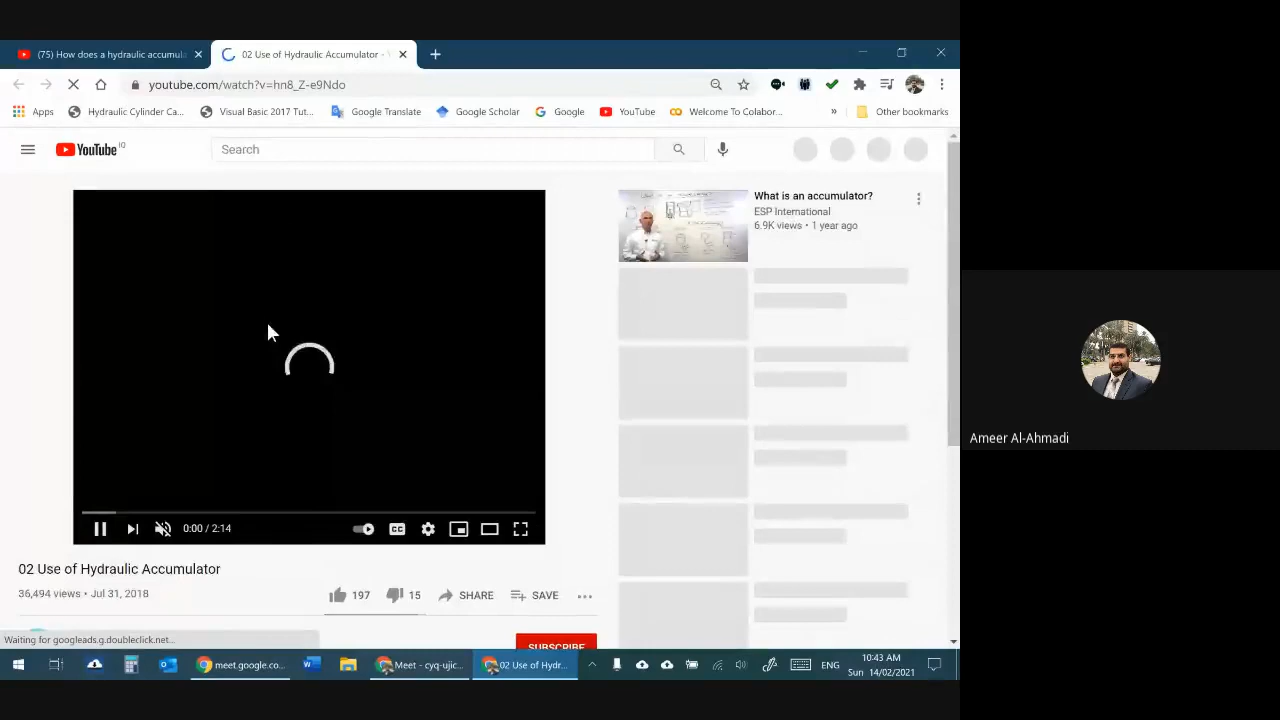 (75) How does a hydraulic accumula
02 Use of Hydraulic Accumulator -
youtube.com/watch?v=hn8_Z-e9Ndo
Apps
Hydraulic Cylinder Ca...
Visual Basic 2017 Tut...
Google Translate
Google Scholar
Google
YouTube
Welcome To Colabor...
»
Other bookmarks
YouTube IQ
Search
What is an accumulator?
ESP International
6.9K views • 1 year ago
0:00 / 2:14
CC
02 Use of Hydraulic Accumulator
36,494 views • Jul 31, 2018
197
15
SHARE
SAVE
Waiting for googleads.g.doubleclick.net...
SUBSCRIBE
meet.google.co...
Meet - cyq-ujic...
02 Use of Hydr...
ENG
10:43 AM
Sun 14/02/2021
Ameer Al-Ahmadi